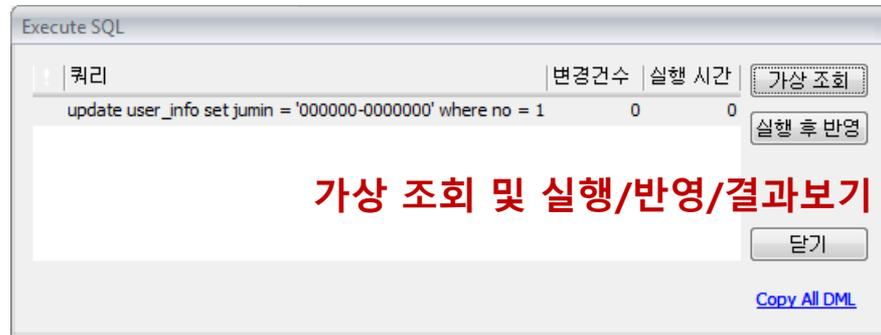 Execute SQL
! 쿼리 변경건수 실행 시간 가상 조회
update user_info set jumin = '000000-0000000' where no = 1 0 0
실행 후 반영
가상 조회 및 실행/반영/결과보기
닫기
Copy All DML